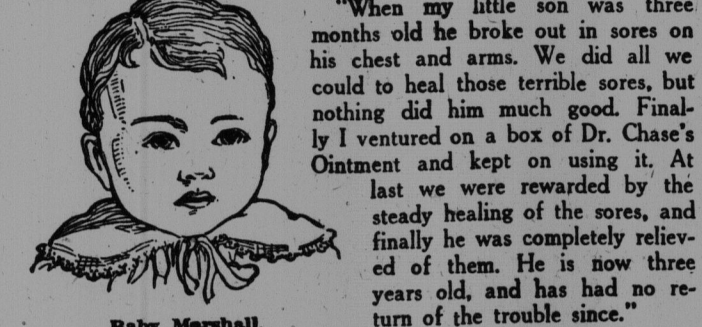 "When my little son was three
months old he broke out in sores on
his chest and arms. We did all we
could to heal those terrible sores, but
nothing did him much good. Final-
ly I ventured on a box of Dr. Chase's
Ointment and kept on using it. At
last we were rewarded by the
steady healing of the sores, and
finally he was completely reliev-
ed of them. He is now three
years old, and has had no re-
turn of the trouble since."
Baby Marshall